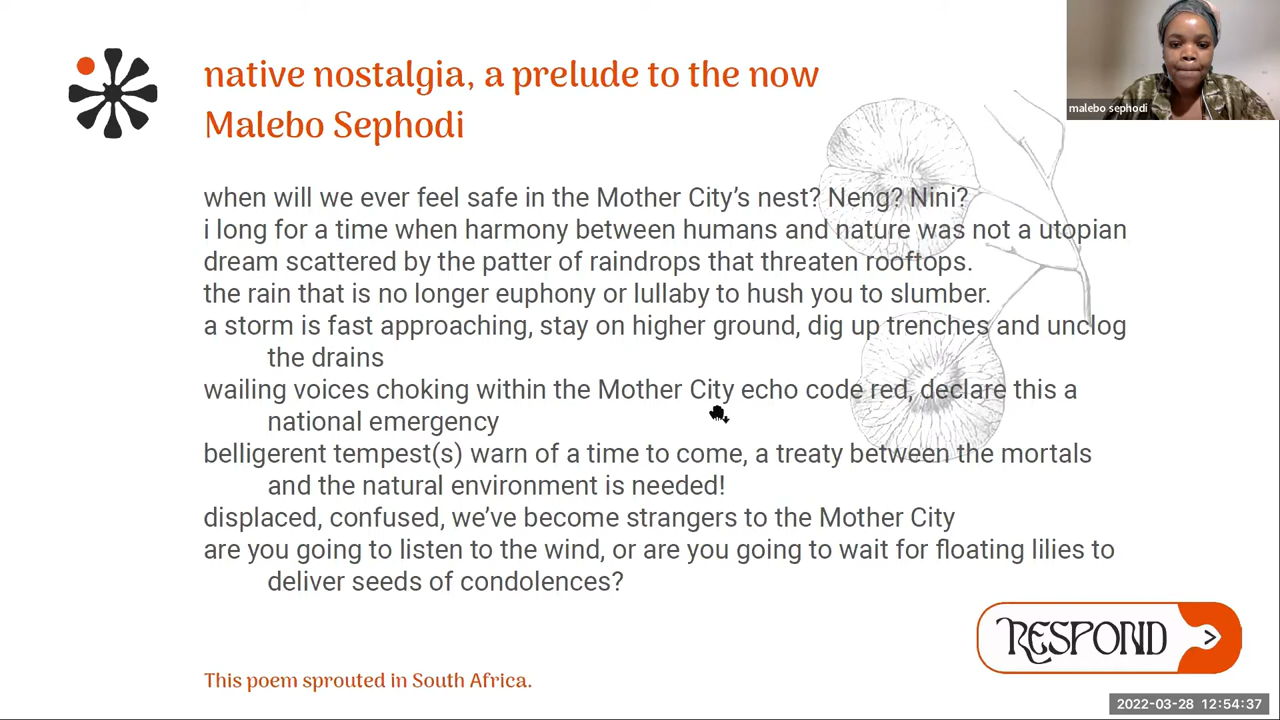 native nostalgia, a prelude to the now
Malebo Sephodi
malebo sephodi
when will we ever feel safe in the Mother City’s nest? Neng? Nini?
i long for a time when harmony between humans and nature was not a utopian
dream scattered by the patter of raindrops that threaten rooftops.
the rain that is no longer euphony or lullaby to hush you to slumber.
a storm is fast approaching, stay on higher ground, dig up trenches and unclog
the drains
wailing voices choking within the Mother City echo code red, declare this a
national emergency
belligerent tempest(s) warn of a time to come, a treaty between the mortals
and the natural environment is needed!
displaced, confused, we’ve become strangers to the Mother City
are you going to listen to the wind, or are you going to wait for floating lilies to
deliver seeds of condolences?
RESPOND >
This poem sprouted in South Africa.
2022-03-28 12:54:37